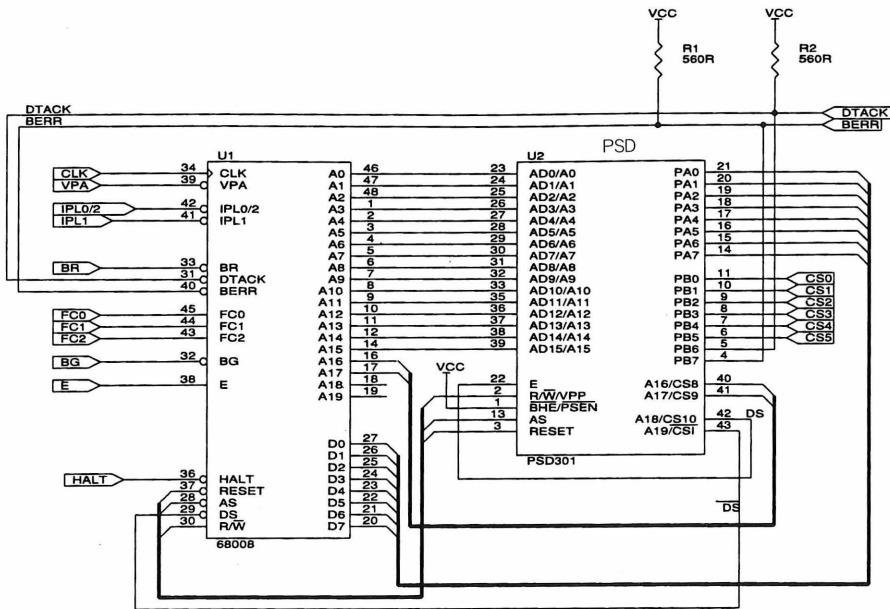 VCC
VCC
R1
560R
R2
560R
DTACK
BERR
DTACK
BERR
U1
34
CLK
CLK
39
VPA
VPA
42
IPL0/2
IPL0/2
41
IPL1
IPL1
33
BR
BR
31
DTACK
40
BERR
45
FC0
FC0
44
FC1
FC1
43
FC2
FC2
32
BG
BG
38
E
E
36
HALT
HALT
37
RESET
28
AS
29
DS
30
R/W
68008
A0 46
A1 47
A2 48
A3 1
A4 2
A5 3
A6 4
A7 5
A8 6
A9 7
A10 8
A11 9
A12 10
A13 11
A14 12
A15 14
A16 16
A17 17
A18 18
A19 19
D0 27
D1 26
D2 25
D3 24
D4 23
D5 22
D6 21
D7 20
U2
PSD
23 AD0/A0
24 AD1/A1
25 AD2/A2
26 AD3/A3
27 AD4/A4
28 AD5/A5
29 AD6/A6
30 AD7/A7
31 AD8/A8
32 AD9/A9
33 AD10/A10
35 AD11/A11
36 AD12/A12
37 AD13/A13
38 AD14/A14
39 AD15/A15
VCC
22 E
2 R/W/VPP
1 BHE/PSEN
13 AS
3 RESET
PSD301
PA0 21
PA1 20
PA2 19
PA3 18
PA4 17
PA5 16
PA6 15
PA7 14
PB0 11 CS0
PB1 10 CS1
PB2 9 CS2
PB3 8 CS3
PB4 7 CS4
PB5 6 CS5
PB6 5
PB7 4
A16/CS8 40
A17/CS9 41
A18/CS10 42 DS
A19/CSI 43
DS